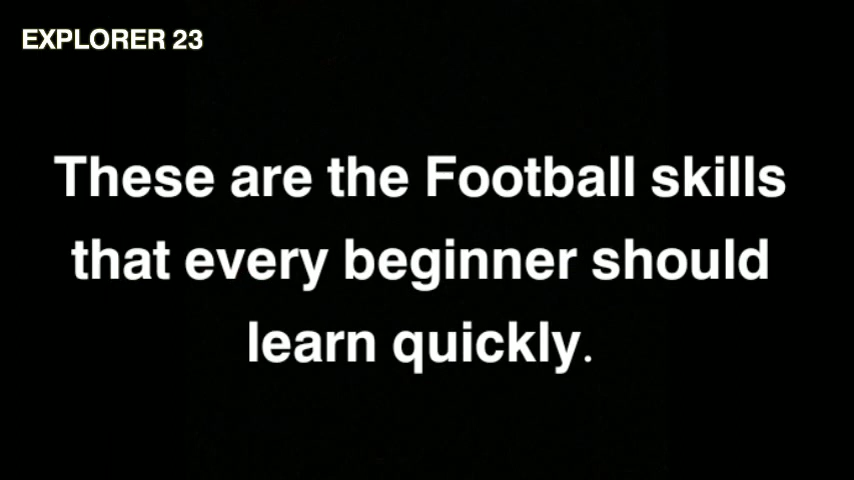 EXPLORER 23
These are the Football skills
that every beginner should
learn quickly.